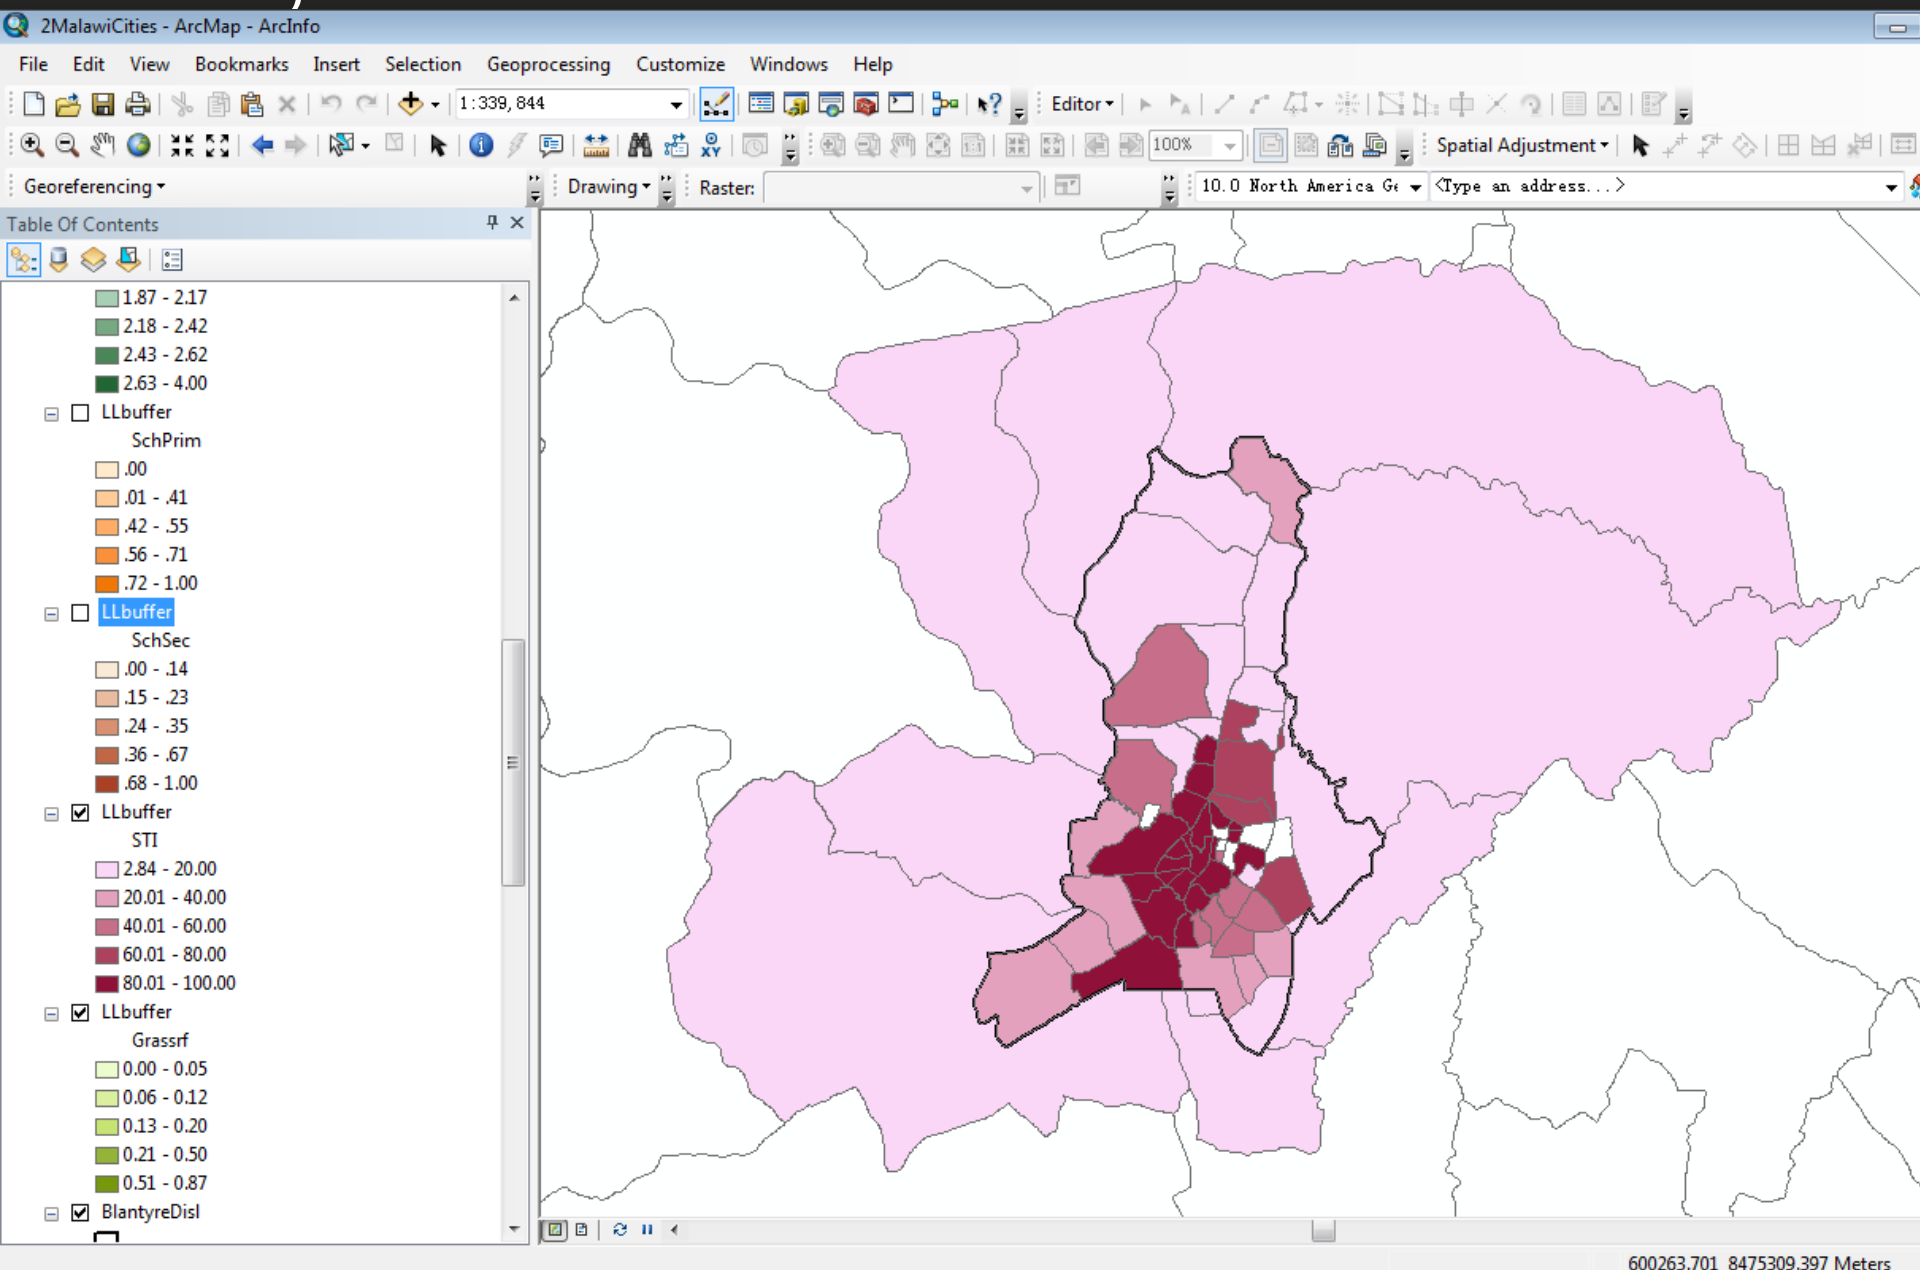 2MalawiCities - ArcMap - ArcInfo
File Edit View Bookmarks Insert Selection Geoprocessing Customize Windows Help
1:339,844 Editor
XY 100% Spatial Adjustment
Georeferencing Drawing Raster: 10.0 North America Ge <Type an address...>
Table Of Contents
1.87 - 2.17
2.18 - 2.42
2.43 - 2.62
2.63 - 4.00
LLbuffer
SchPrim
.00
.01 - .41
.42 - .55
.56 - .71
.72 - 1.00
LLbuffer
SchSec
.00 - .14
.15 - .23
.24 - .35
.36 - .67
.68 - 1.00
LLbuffer
STI
2.84 - 20.00
20.01 - 40.00
40.01 - 60.00
60.01 - 80.00
80.01 - 100.00
LLbuffer
Grassrf
0.00 - 0.05
0.06 - 0.12
0.13 - 0.20
0.21 - 0.50
0.51 - 0.87
BlantyreDisl
600263.701 8475309.397 Meters